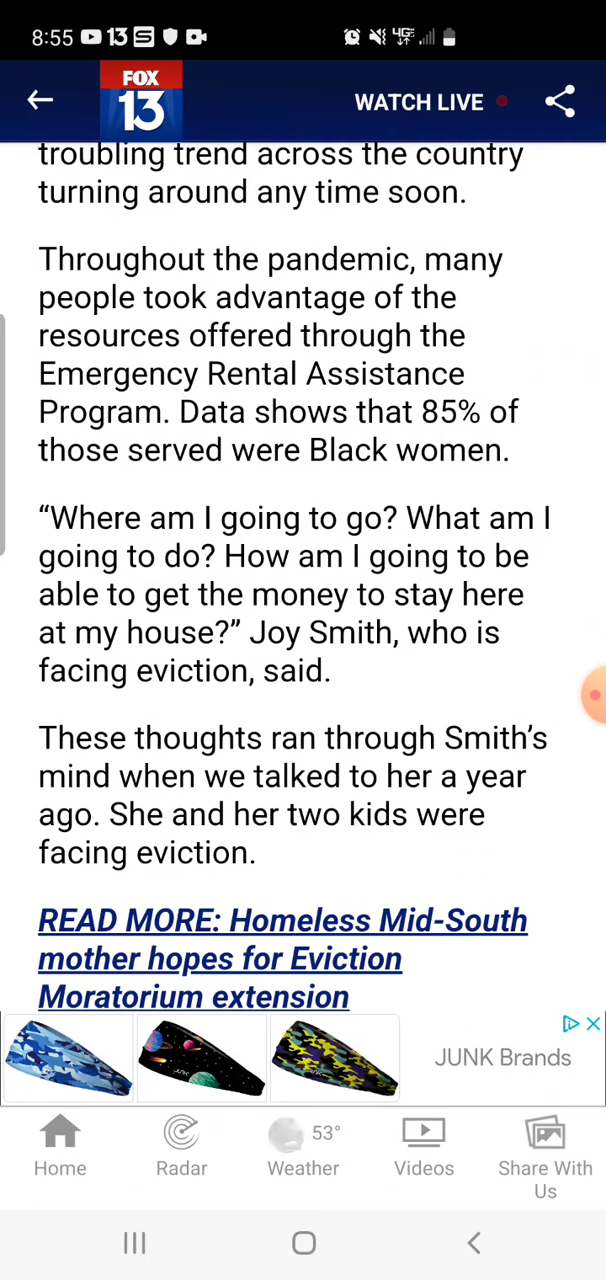 8:55 13 S 4GE
FOX
13
WATCH LIVE
troubling trend across the country
turning around any time soon.
Throughout the pandemic, many
people took advantage of the
resources offered through the
Emergency Rental Assistance
Program. Data shows that 85% of
those served were Black women.
“Where am I going to go? What am I
going to do? How am I going to be
able to get the money to stay here
at my house?” Joy Smith, who is
facing eviction, said.
These thoughts ran through Smith’s
mind when we talked to her a year
ago. She and her two kids were
facing eviction.
READ MORE: Homeless Mid-South
mother hopes for Eviction
Moratorium extension
JUNK Brands
53°
Home Radar Weather Videos Share With
Us